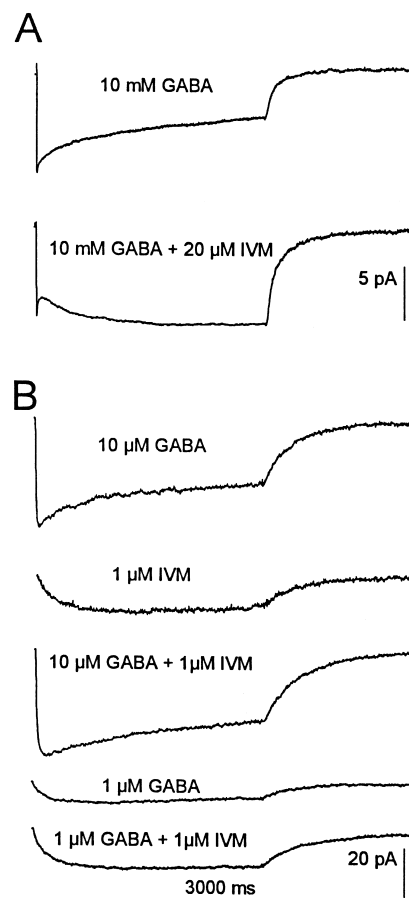 A
10 mM GABA
10 mM GABA + 20 µM IVM
5 pA
B
10 µM GABA
1 µM IVM
10 µM GABA + 1µM IVM
1 µM GABA
1 µM GABA + 1µM IVM
20 pA
3000 ms